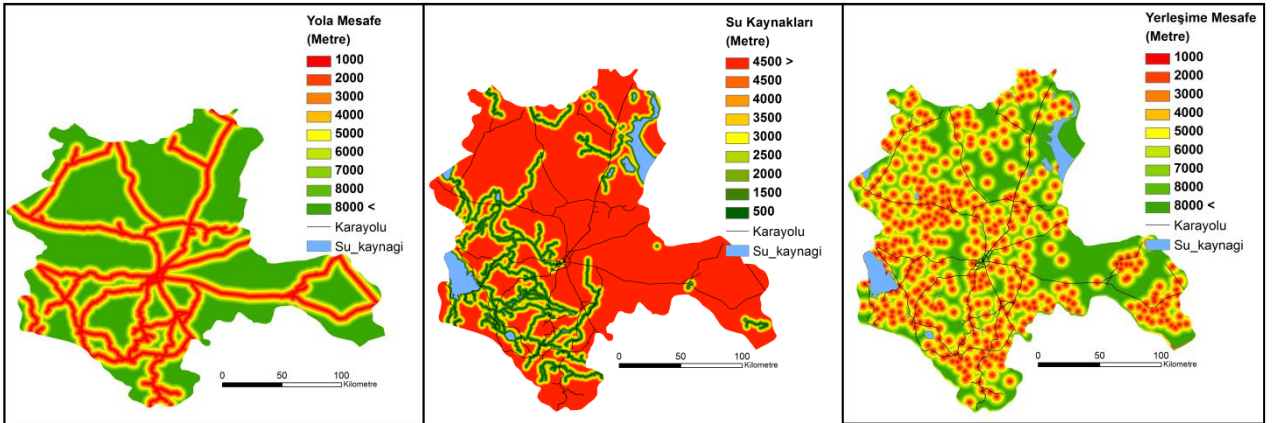 Yola Mesafe
(Metre)
1000
2000
3000
4000
5000
6000
7000
8000
8000 <
Karayolu
Su_kaynagi
0 50 100
Kilometre
Su Kaynakları
(Metre)
4500 >
4500
4000
3500
3000
2500
2000
1500
500
Karayolu
Su_kaynagi
0 50 100
Kilometre
Yerleşime Mesafe
(Metre)
1000
2000
3000
4000
5000
6000
7000
8000
8000 <
Karayolu
Su_kaynagi
0 50 100
Kilometre